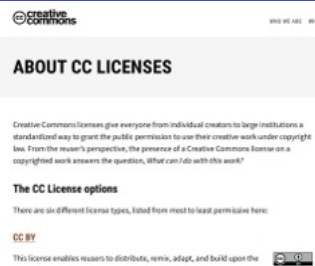 creative
commons
WHO WE ARE
ABOUT CC LICENSES
Creative Commons licenses give everyone from individual creators to large institutions a
standardized way to grant the public permission to use their creative work under copyright
law. From the reuser's perspective, the presence of a Creative Commons license on a
copyrighted work answers the question, What can I do with this work?
The CC License options
There are six different license types, listed from most to least permissive here:
CC BY
This license enables reusers to distribute, remix, adapt, and build upon the